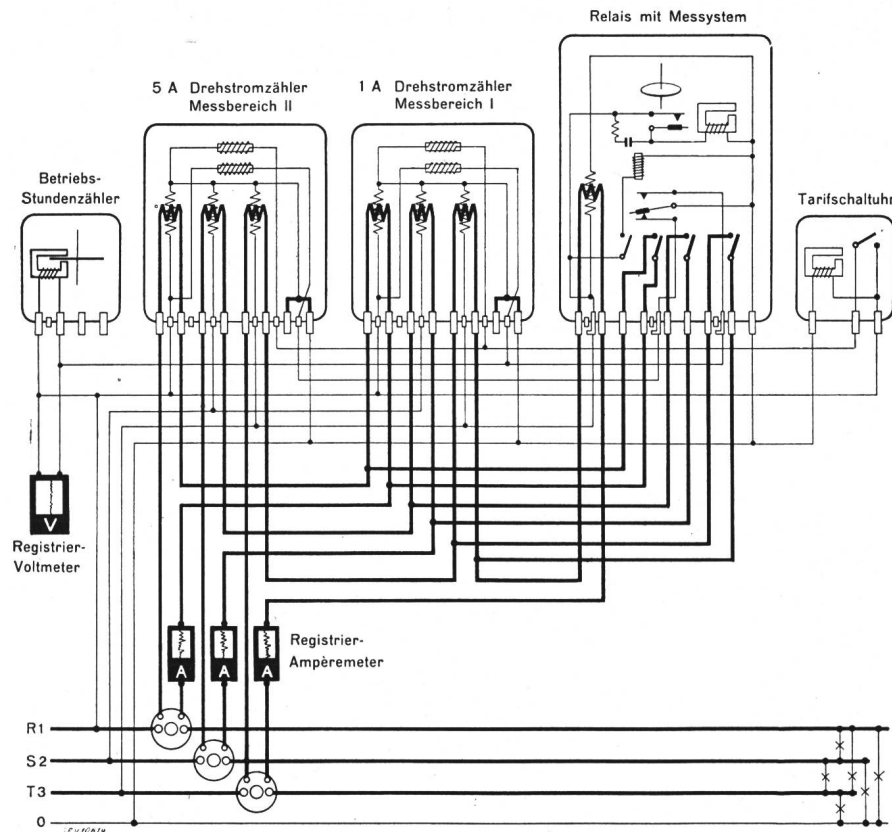 Relais mit Messystem
5 A Drehstromzähler
Messbereich II
1 A Drehstromzähler
Messbereich I
Betriebs-
Stundenzähler
Tarifschaltuhr
V
Registrier-
Voltmeter
Registrier-
Ampèremeter
A A A
R1
S2
T3
0